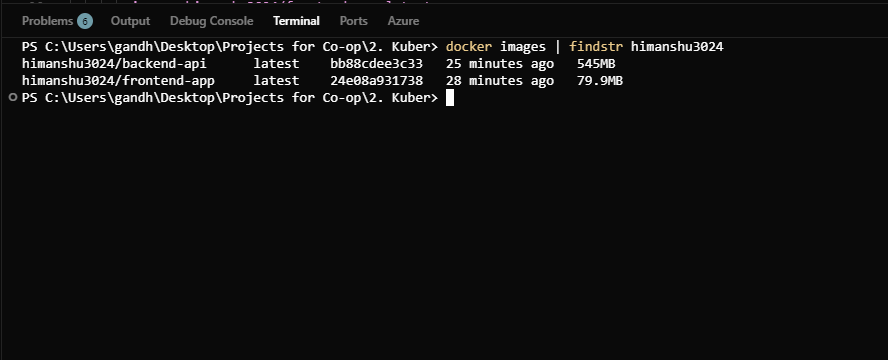 Problems 6 Output Debug Console Terminal Ports Azure
PS C:\Users\gandh\Desktop\Projects for Co-op\2. Kuber> docker images | findstr himanshu3024
himanshu3024/backend-api latest bb88cdee3c33 25 minutes ago 545MB
himanshu3024/frontend-app latest 24e08a931738 28 minutes ago 79.9MB
PS C:\Users\gandh\Desktop\Projects for Co-op\2. Kuber>